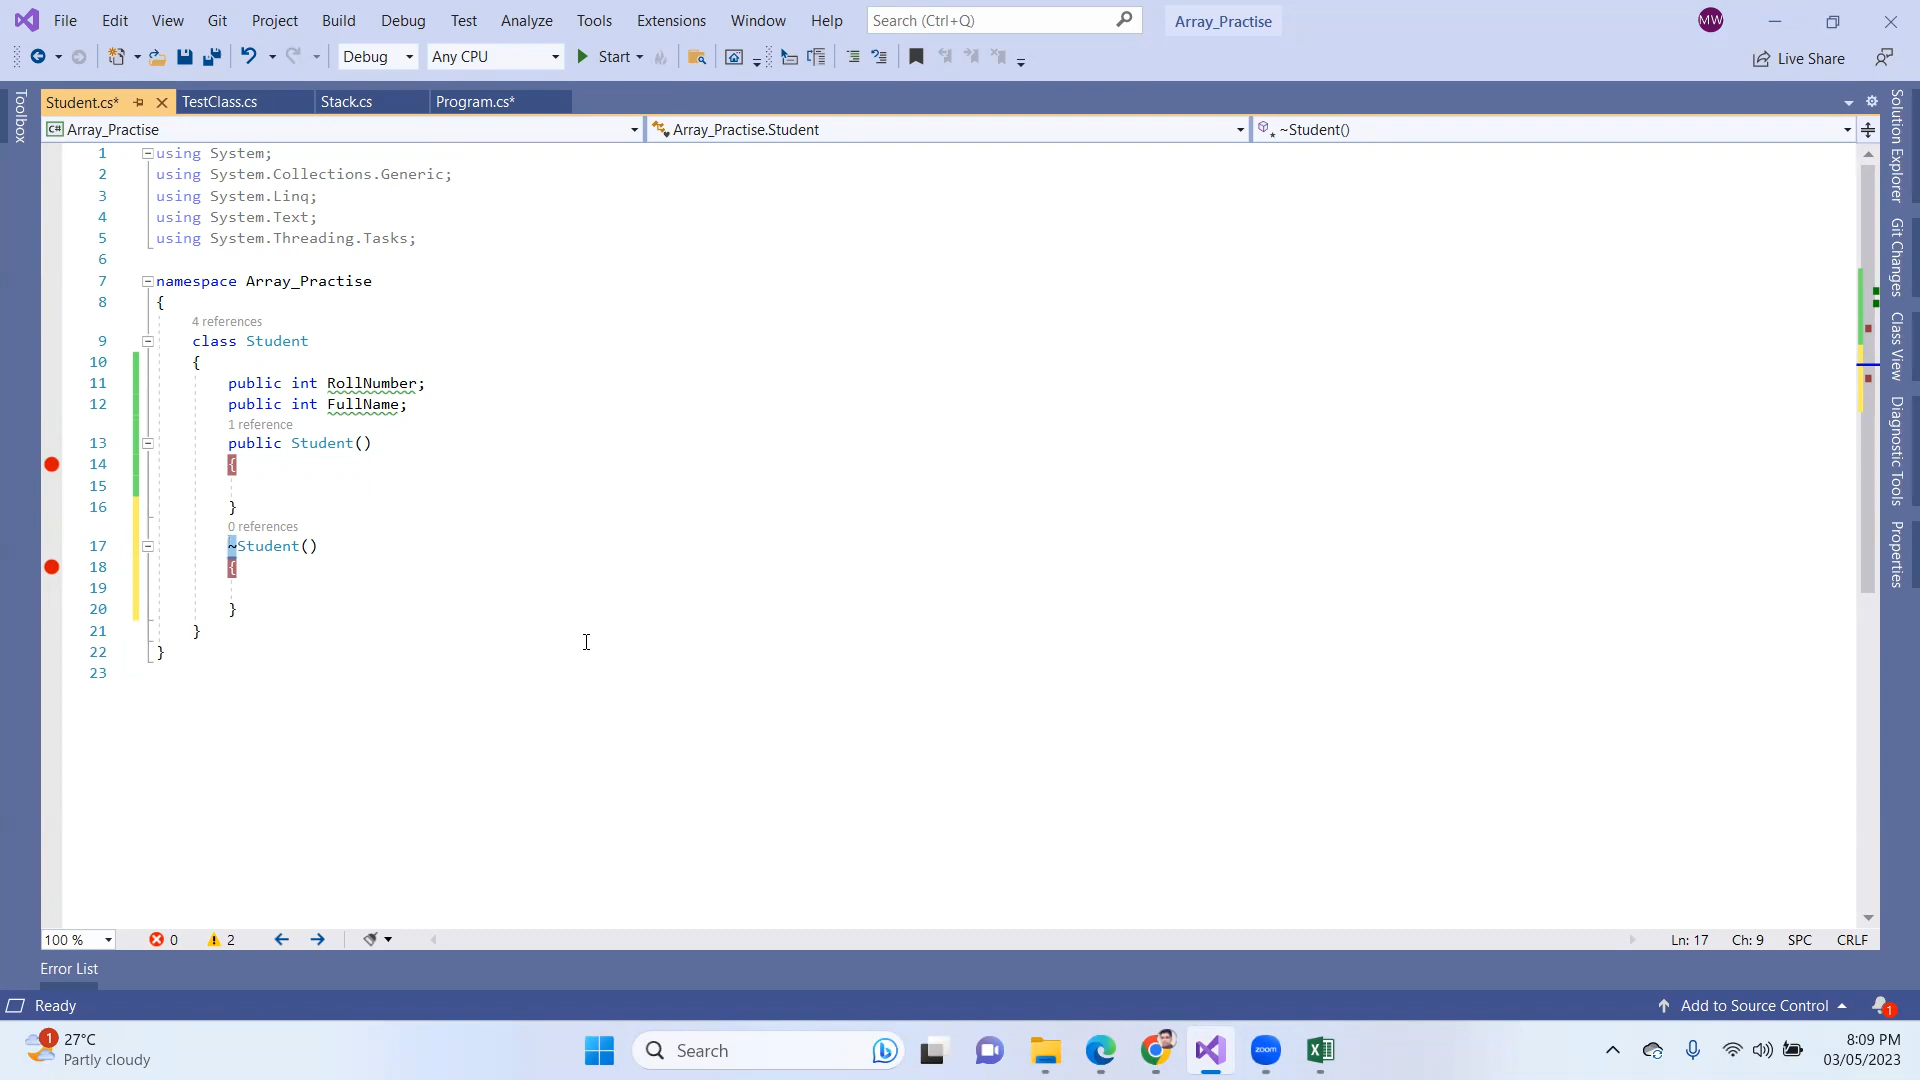 File Edit View Git Project Build Debug Test Analyze Tools Extensions Window Help Search (Ctrl+Q) Array_Practise MW
Debug Any CPU Start Live Share
Toolbox
Student.cs* TestClass.cs Stack.cs Program.cs*
C# Array_Practise Array_Practise.Student ~Student()
1 using System;
2 using System.Collections.Generic;
3 using System.Linq;
4 using System.Text;
5 using System.Threading.Tasks;
6
7 namespace Array_Practise
8 {
4 references
9 class Student
10 {
11 public int RollNumber;
12 public int FullName;
1 reference
13 public Student()
14 {
15
16 }
0 references
17 ~Student()
18 {
19
20 }
21 }
22 }
23
Solution Explorer
Git Changes
Class View
Diagnostic Tools
Properties
100 % 0 2 Ln: 17 Ch: 9 SPC CRLF
Error List
Ready Add to Source Control 1
1 27°C
Partly cloudy
Search
zoom
8:09 PM
03/05/2023